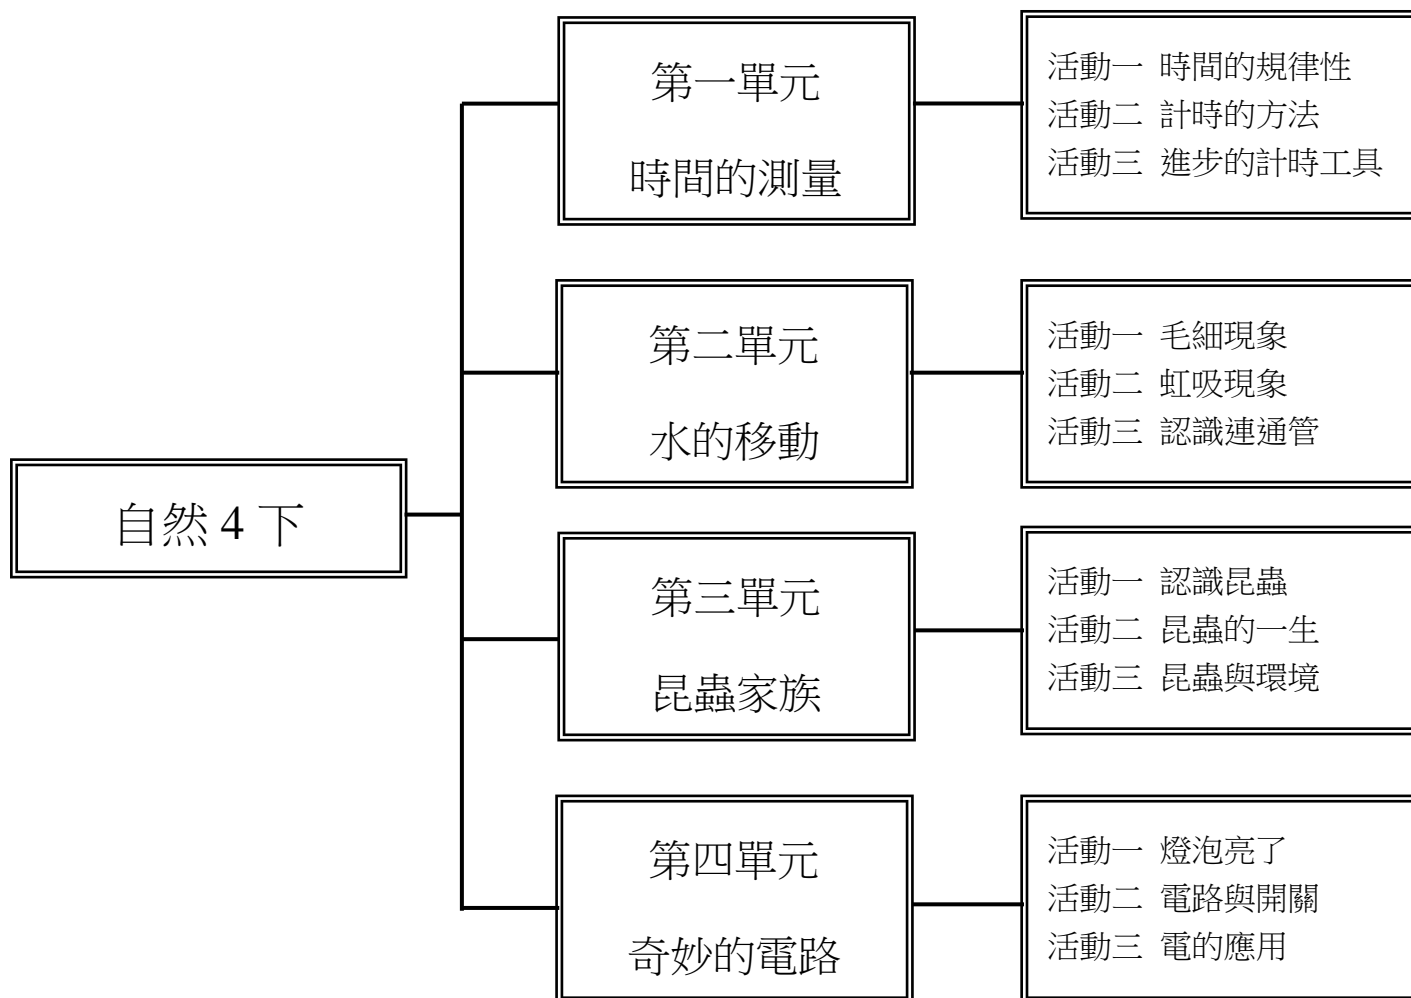 自然 4 下
第一單元
時間的測量
活動一 時間的規律性
活動二 計時的方法
活動三 進步的計時工具
第二單元
水的移動
活動一 毛細現象
活動二 虹吸現象
活動三 認識連通管
第三單元
昆蟲家族
活動一 認識昆蟲
活動二 昆蟲的一生
活動三 昆蟲與環境
第四單元
奇妙的電路
活動一 燈泡亮了
活動二 電路與開關
活動三 電的應用